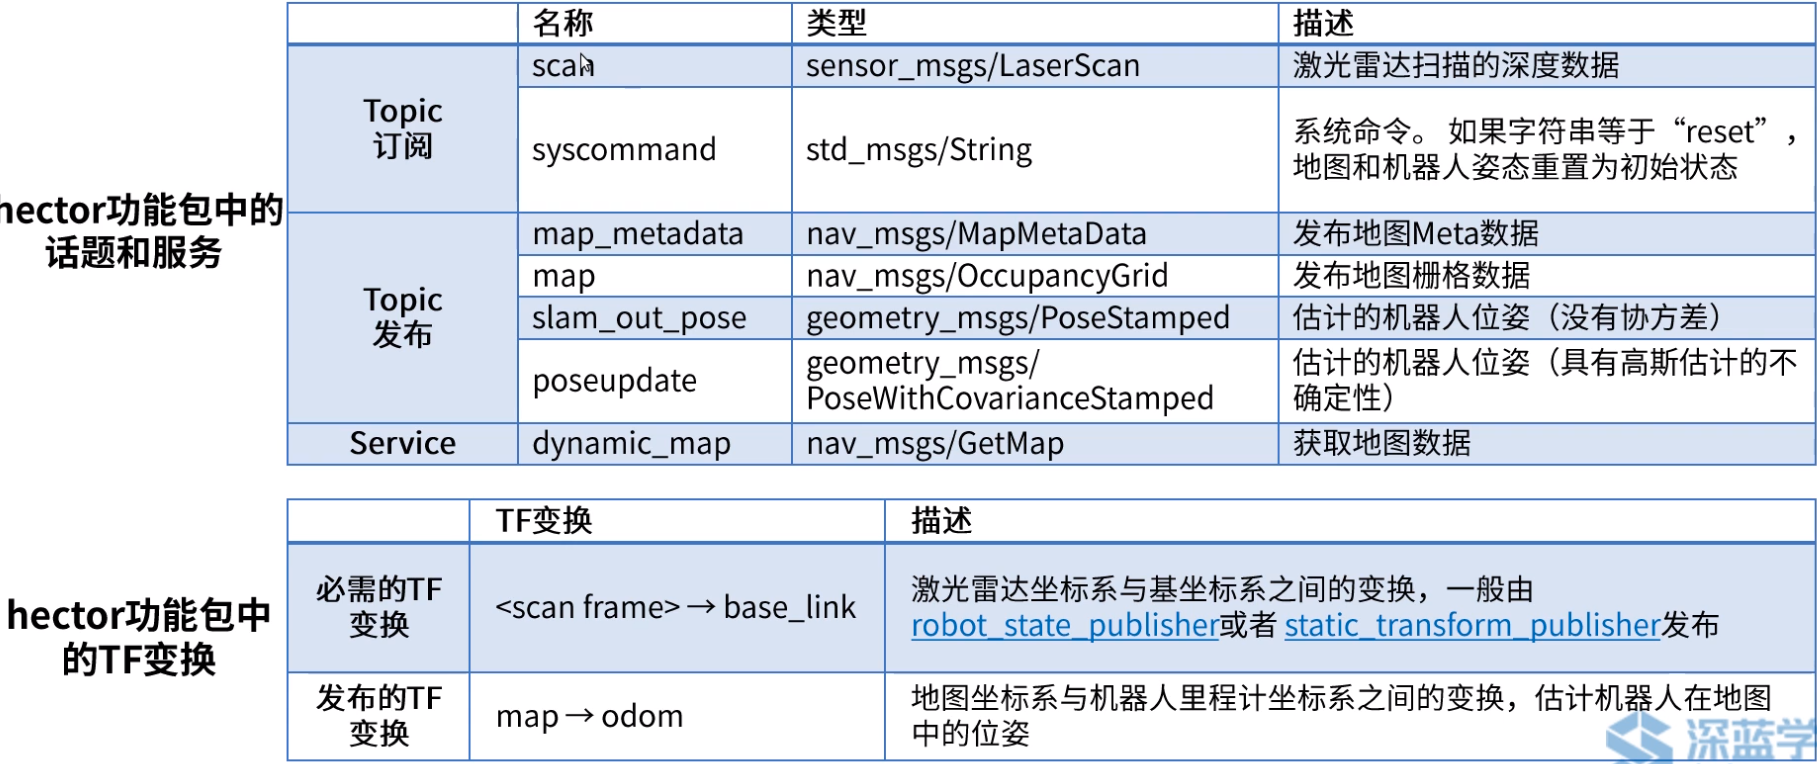 名称 类型 描述
scan sensor_msgs/LaserScan 激光雷达扫描的深度数据
Topic
订阅
syscommand std_msgs/String 系统命令。 如果字符串等于“reset”，
地图和机器人姿态重置为初始状态
hector功能包中的
话题和服务
map_metadata nav_msgs/MapMetaData 发布地图Meta数据
map nav_msgs/OccupancyGrid 发布地图栅格数据
Topic
发布
slam_out_pose geometry_msgs/PoseStamped 估计的机器人位姿（没有协方差）
poseupdate geometry_msgs/
PoseWithCovarianceStamped 估计的机器人位姿（具有高斯估计的不
确定性）
Service dynamic_map nav_msgs/GetMap 获取地图数据
TF变换 描述
hector功能包中
的TF变换
必需的TF
变换
<scan frame> → base_link 激光雷达坐标系与基坐标系之间的变换，一般由
robot_state_publisher或者 static_transform_publisher发布
发布的TF
变换
map → odom 地图坐标系与机器人里程计坐标系之间的变换，估计机器人在地图
中的位姿
深蓝学